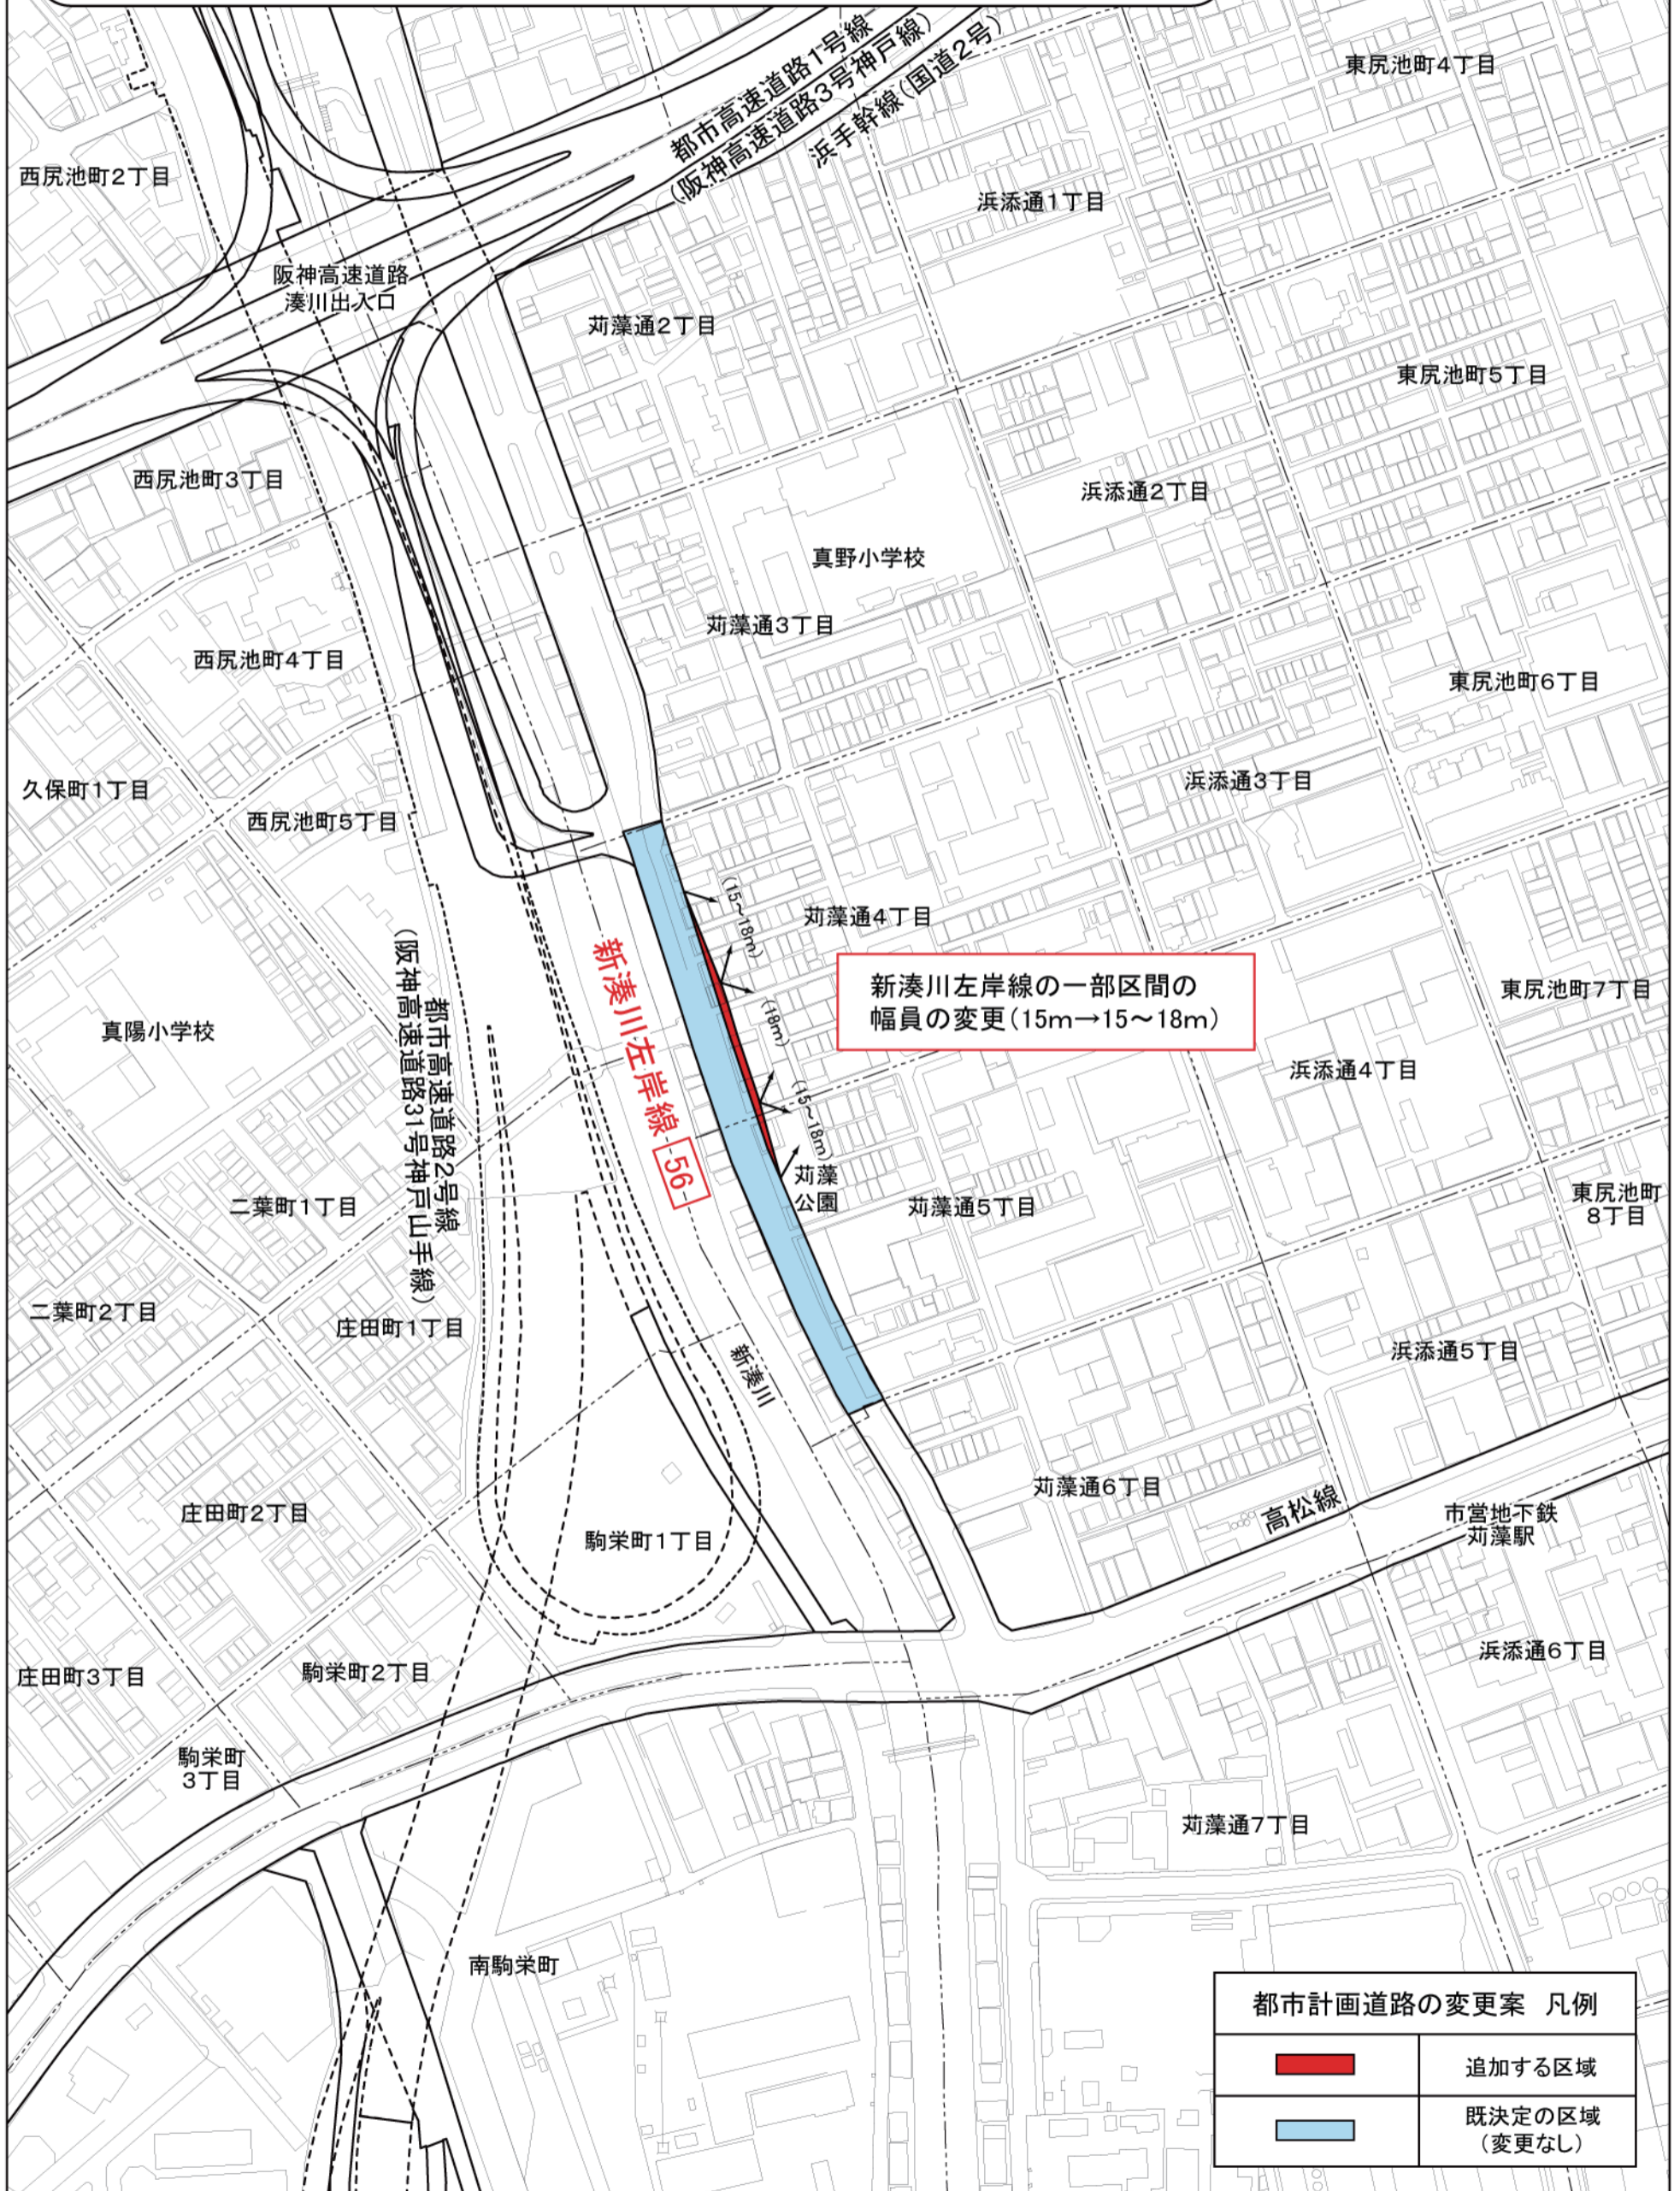 都市高速道路1号線
(阪神高速道路3号神戸線)
浜手幹線(国道2号)
東尻池町4丁目
西尻池町2丁目
浜添通1丁目
阪神高速道路
湊川出入口
苅藻通2丁目
東尻池町5丁目
西尻池町3丁目
浜添通2丁目
真野小学校
苅藻通3丁目
西尻池町4丁目
東尻池町6丁目
久保町1丁目
浜添通3丁目
西尻池町5丁目
(15~18m)
苅藻通4丁目
新湊川左岸線の一部区間の
幅員の変更(15m→15~18m)
東尻池町7丁目
(18m)
真陽小学校
都市高速道路2号線
(阪神高速道路31号神戸山手線)
新湊川左岸線 56
浜添通4丁目
(15~18m)
苅藻
公園
苅藻通5丁目
二葉町1丁目
東尻池町
8丁目
二葉町2丁目
庄田町1丁目
新湊川
浜添通5丁目
苅藻通6丁目
高松線
市営地下鉄
苅藻駅
庄田町2丁目
駒栄町1丁目
浜添通6丁目
庄田町3丁目
駒栄町2丁目
駒栄町
3丁目
苅藻通7丁目
南駒栄町
都市計画道路の変更案 凡例
追加する区域
既決定の区域
(変更なし)